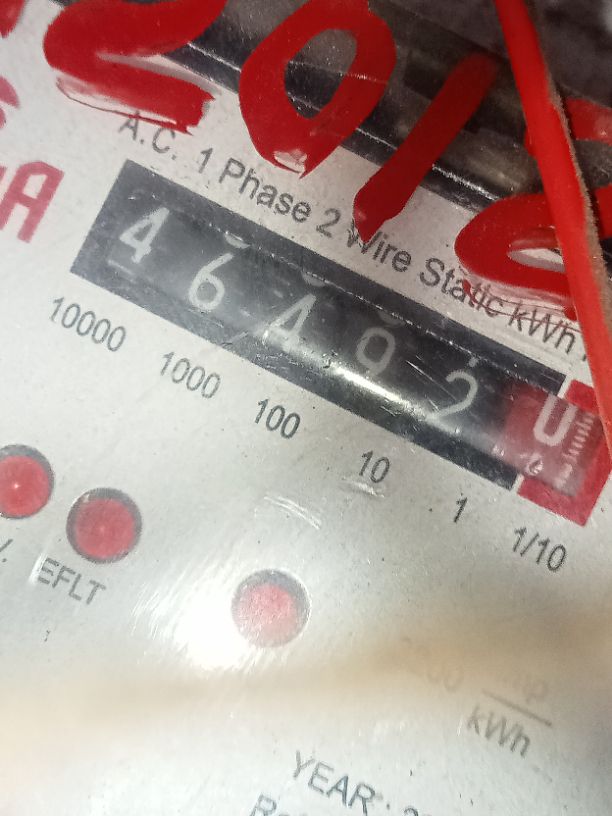 2012
A.C. 1 Phase 2 Wire Static kWh
4 6 4 9 2 0
10000 1000 100 10 1 1/10
EFLT
kWh
YEAR